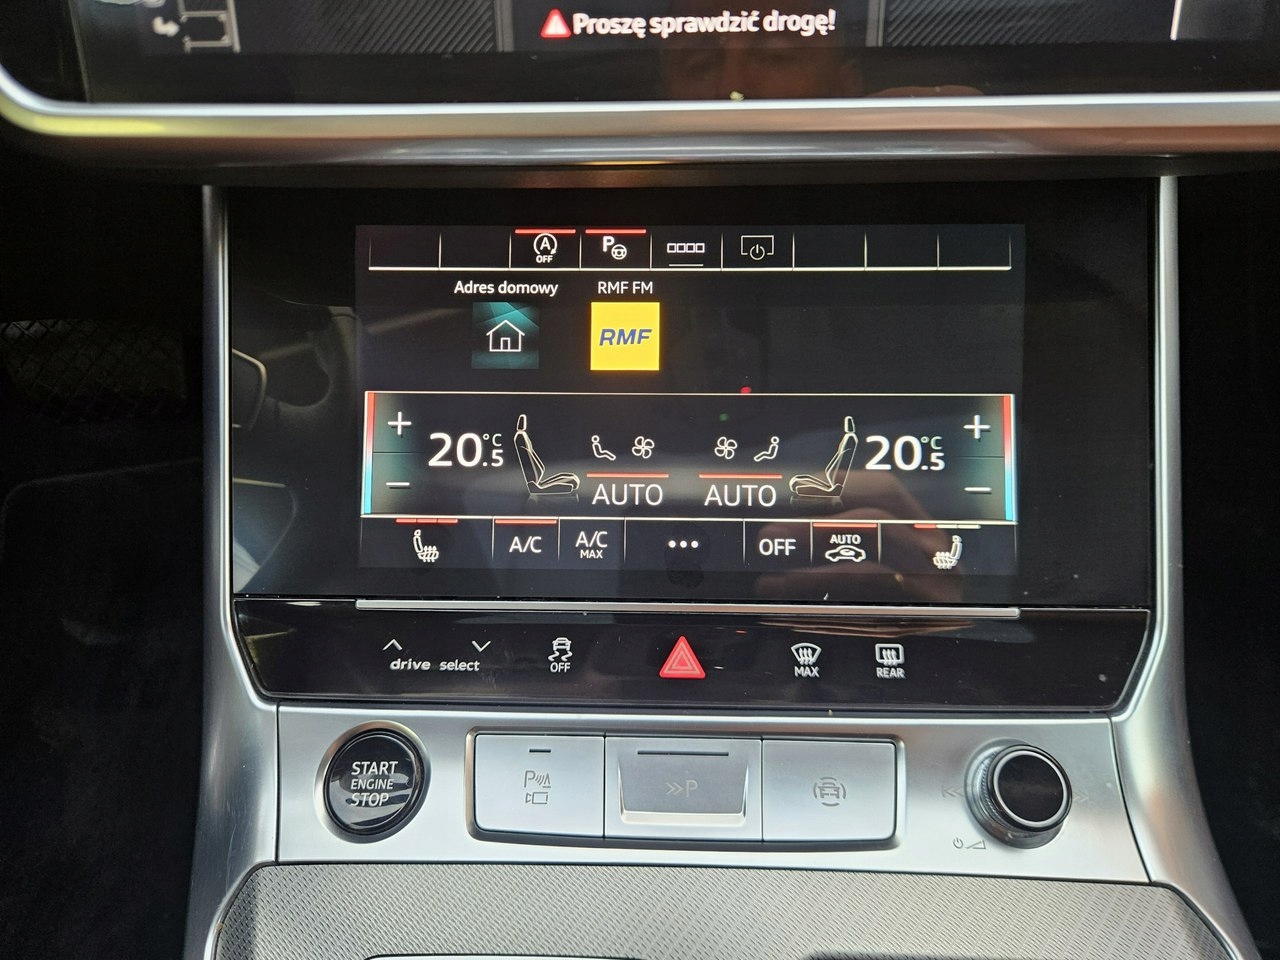 Proszę sprawdzić drogę!
A
OFF
P
Adres domowy
RMF FM
RMF
+
20.5°C
AUTO
AUTO
20.5°C
+
−
−
A/C
A/C
MAX
OFF
AUTO
drive select
OFF
MAX
REAR
START
ENGINE
STOP
P
P